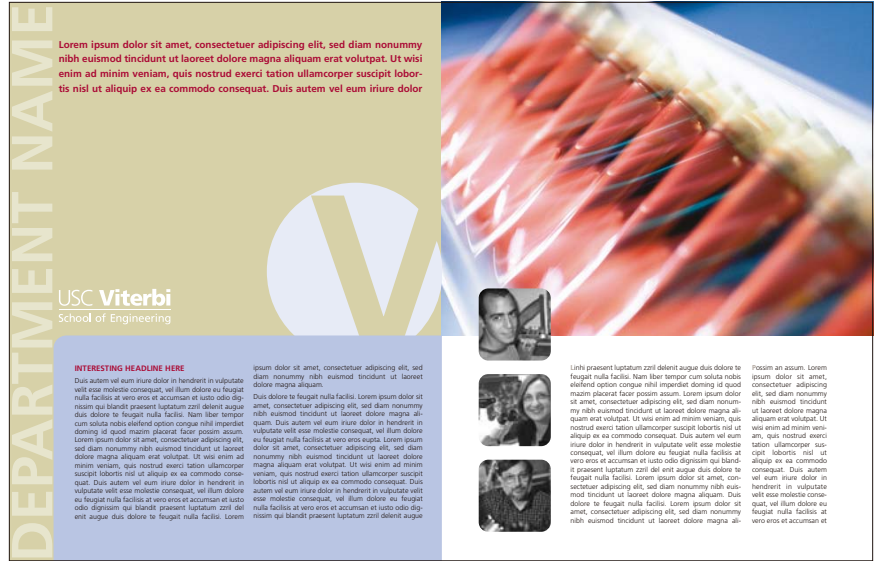 DEPARTMENT NAME
Lorem ipsum dolor sit amet, consectetuer adipiscing elit, sed diam nonummy
nibh euismod tincidunt ut laoreet dolore magna aliquam erat volutpat. Ut wisi
enim ad minim veniam, quis nostrud exerci tation ullamcorper suscipit lobor-
tis nisl ut aliquip ex ea commodo consequat. Duis autem vel eum iriure dolor
V
USC Viterbi
School of Engineering
INTERESTING HEADLINE HERE
Duis autem vel eum iriure dolor in hendrerit in vulputate
velit esse molestie consequat, vel illum dolore eu feugiat
nulla facilisis at vero eros et accumsan et iusto odio dig-
nissim qui blandit praesent luptatum zzril delenit augue
duis dolore te feugait nulla facilisi. Nam liber tempor
cum soluta nobis eleifend option congue nihil imperdiet
doming id quod mazim placerat facer possim assum.
Lorem ipsum dolor sit amet, consectetuer adipiscing elit,
sed diam nonummy nibh euismod tincidunt ut laoreet
dolore magna aliquam erat volutpat. Ut wisi enim ad
minim veniam, quis nostrud exerci tation ullamcorper
suscipit lobortis nisl ut aliquip ex ea commodo conse-
quat. Duis autem vel eum iriure dolor in hendrerit in
vulputate velit esse molestie consequat, vel illum dolore
eu feugiat nulla facilisis at vero eros et accumsan et iusto
odio dignissim qui blandit praesent luptatum zzril del
enit augue duis dolore te feugait nulla facilisi. Lorem
ipsum dolor sit amet, consectetuer adipiscing elit, sed
diam nonummy nibh euismod tincidunt ut laoreet
dolore magna aliquam.
Duis dolore te feugait nulla facilisi. Lorem ipsum dolor sit
amet, consectetuer adipiscing elit, sed diam nonummy
nibh euismod tincidunt ut laoreet dolore magna ali-
quam. Duis autem vel eum iriure dolor in hendrerit in
vulputate velit esse molestie consequat, vel illum dolore
eu feugiat nulla facilisis at vero eros eupta. Lorem ipsum
dolor sit amet, consectetuer adipiscing elit, sed diam
nonummy nibh euismod tincidunt ut laoreet dolore
magna aliquam erat volutpat. Ut wisi enim ad minim
veniam, quis nostrud exerci tation ullamcorper suscipit
lobortis nisl ut aliquip ex ea commodo consequat. Duis
autem vel eum iriure dolor in hendrerit in vulputate velit
esse molestie consequat, vel illum dolore eu feugiat
nulla facilisis at vero eros et accumsan et iusto odio dig-
nissim qui blandit praesent luptatum zzril delenit augue
Linhi praesent luptatum zzril delenit augue duis dolore te
feugait nulla facilisi. Nam liber tempor cum soluta nobis
eleifend option congue nihil imperdiet doming id quod
mazim placerat facer possim assum. Lorem ipsum dolor
sit amet, consectetuer adipiscing elit, sed diam nonum-
my nibh euismod tincidunt ut laoreet dolore magna ali-
quam erat volutpat. Ut wisi enim ad minim veniam, quis
nostrud exerci tation ullamcorper suscipit lobortis nisl ut
aliquip ex ea commodo consequat. Duis autem vel eum
iriure dolor in hendrerit in vulputate velit esse molestie
consequat, vel illum dolore eu feugiat nulla facilisis at
vero eros et accumsan et iusto odio dignissim qui bland-
it praesent luptatum zzril del enit augue duis dolore te
feugait nulla facilisi. Lorem ipsum dolor sit amet, con-
sectetuer adipiscing elit, sed diam nonummy nibh euis-
mod tincidunt ut laoreet dolore magna aliquam. Duis
dolore te feugait nulla facilisi. Lorem ipsum dolor sit
amet, consectetuer adipiscing elit, sed diam nonummy
nibh euismod tincidunt ut laoreet dolore magna ali-
Possim an assum. Lorem
ipsum dolor sit amet,
consectetuer adipiscing
elit, sed diam nonummy
nibh euismod tincidunt
ut laoreet dolore magna
aliquam erat volutpat. Ut
wisi enim ad minim veni-
am, quis nostrud exerci
tation ullamcorper sus-
cipit lobortis nisl ut
aliquip ex ea commodo
consequat. Duis autem
vel eum iriure dolor in
hendrerit in vulputate
velit esse molestie conse-
quat, vel illum dolore eu
feugiat nulla facilisis at
vero eros et accumsan et